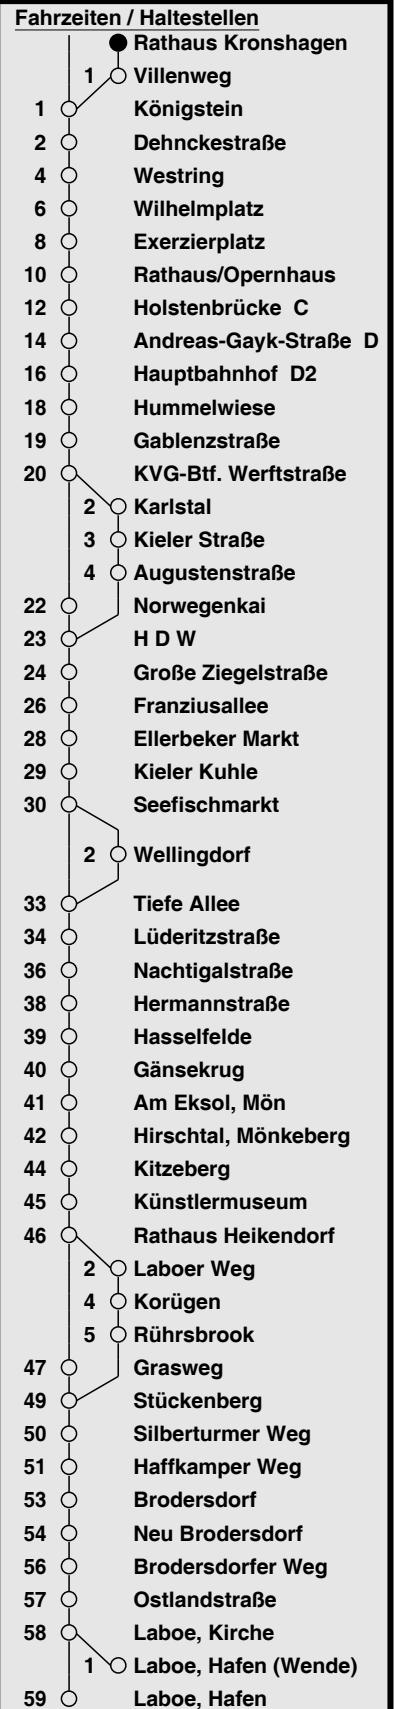 Fahrzeiten / Haltestellen
Rathaus Kronshagen
1 Villenweg
1 Königstein
2 Dehnckestraße
4 Westring
6 Wilhelmplatz
8 Exerzierplatz
10 Rathaus/Opernhaus
12 Holstenbrücke C
14 Andreas-Gayk-Straße D
16 Hauptbahnhof D2
18 Hummelwiese
19 Gablenzstraße
20 KVG-Btf. Werftstraße
2 Karlstal
3 Kieler Straße
4 Augustenstraße
22 Norwegenkai
23 H D W
24 Große Ziegelstraße
26 Franziusallee
28 Ellerbeker Markt
29 Kieler Kuhle
30 Seefischmarkt
2 Wellingdorf
33 Tiefe Allee
34 Lüderitzstraße
36 Nachtigalstraße
38 Hermannstraße
39 Hasselfelde
40 Gänsekrug
41 Am Eksol, Mön
42 Hirschtal, Mönkeberg
44 Kitzeberg
45 Künstlermuseum
46 Rathaus Heikendorf
2 Laboer Weg
4 Korügen
5 Rührsbrook
47 Grasweg
49 Stückenberg
50 Silberturmer Weg
51 Haffkamper Weg
53 Brodersdorf
54 Neu Brodersdorf
56 Brodersdorfer Weg
57 Ostlandstraße
58 Laboe, Kirche
1 Laboe, Hafen (Wende)
59 Laboe, Hafen